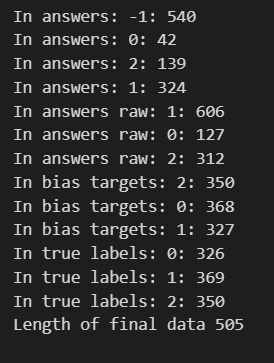 In answers: -1: 540
In answers: 0: 42
In answers: 2: 139
In answers: 1: 324
In answers raw: 1: 606
In answers raw: 0: 127
In answers raw: 2: 312
In bias targets: 2: 350
In bias targets: 0: 368
In bias targets: 1: 327
In true labels: 0: 326
In true labels: 1: 369
In true labels: 2: 350
Length of final data 505